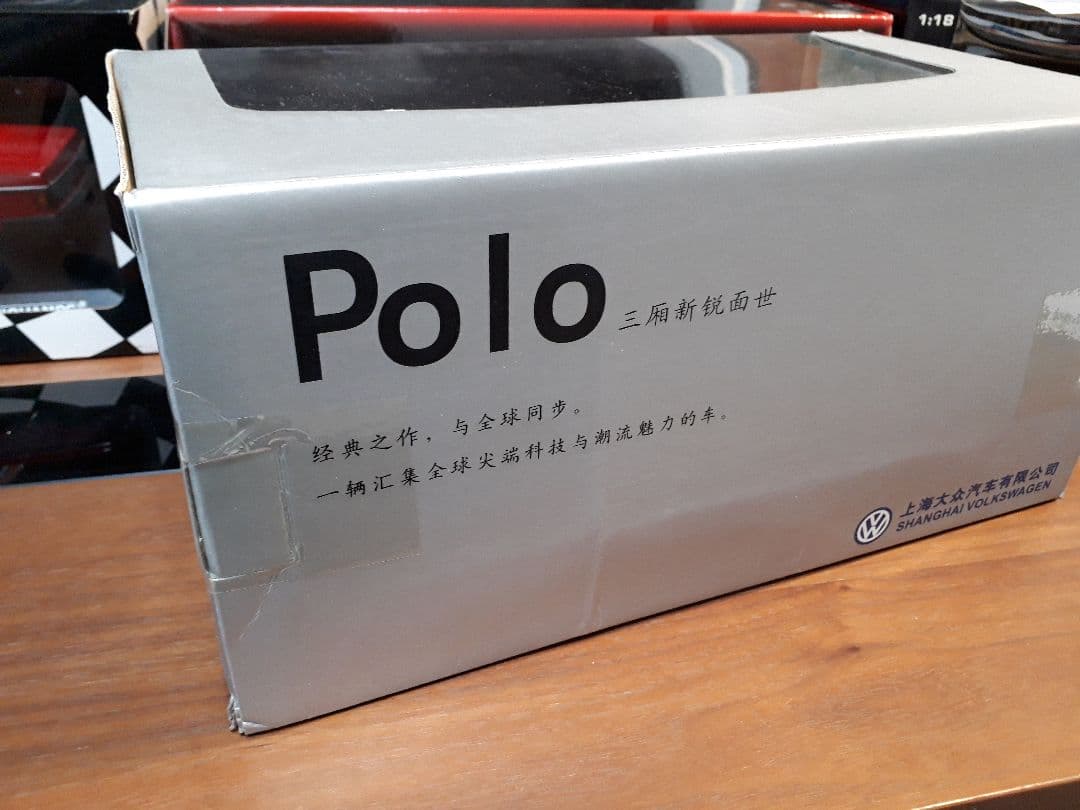 1:18
Polo 三厢新锐面世
经典之作，与全球同步。
一辆汇集全球尖端科技与潮流魅力的车。
上海大众汽车有限公司
SHANGHAI VOLKSWAGEN